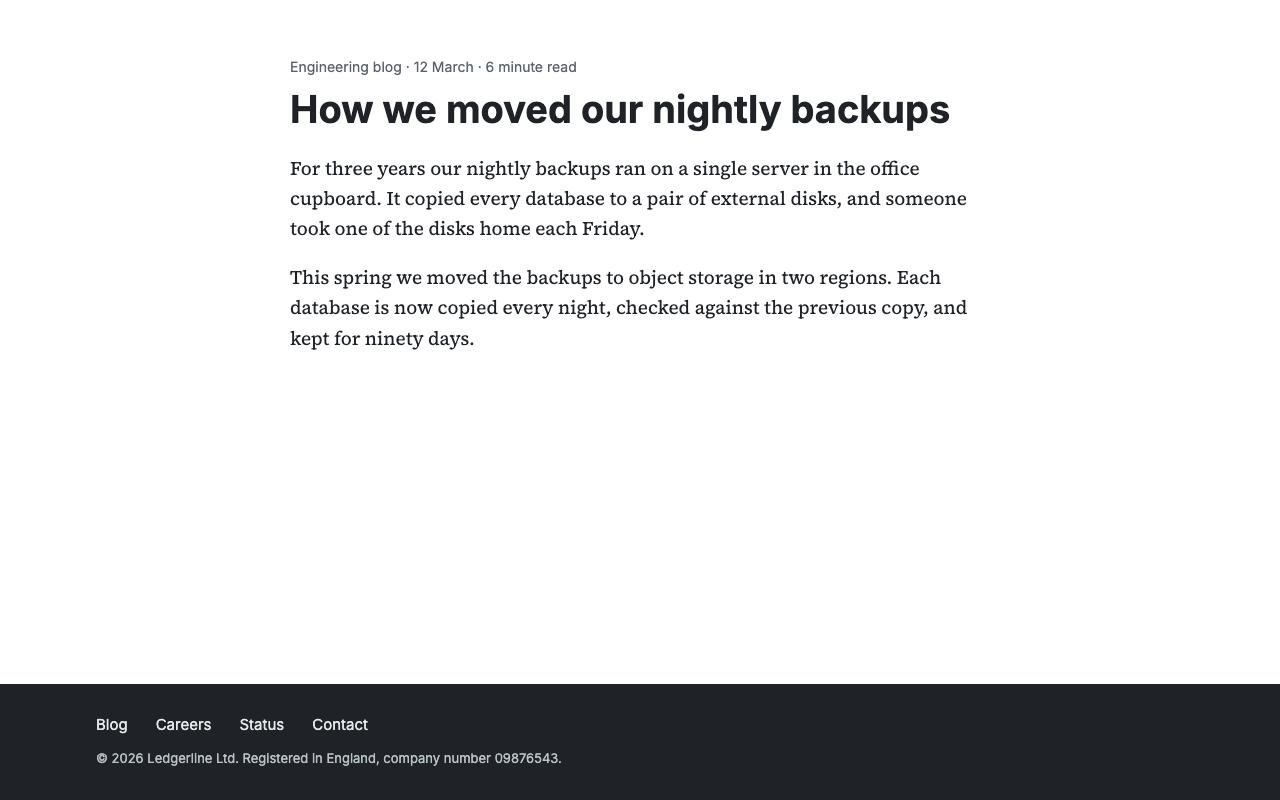 Engineering blog · 12 March · 6 minute read
How we moved our nightly backups
For three years our nightly backups ran on a single server in the office
cupboard. It copied every database to a pair of external disks, and someone
took one of the disks home each Friday.
This spring we moved the backups to object storage in two regions. Each
database is now copied every night, checked against the previous copy, and
kept for ninety days.
Blog Careers Status Contact
© 2026 Ledgerline Ltd. Registered in England, company number 09876543.